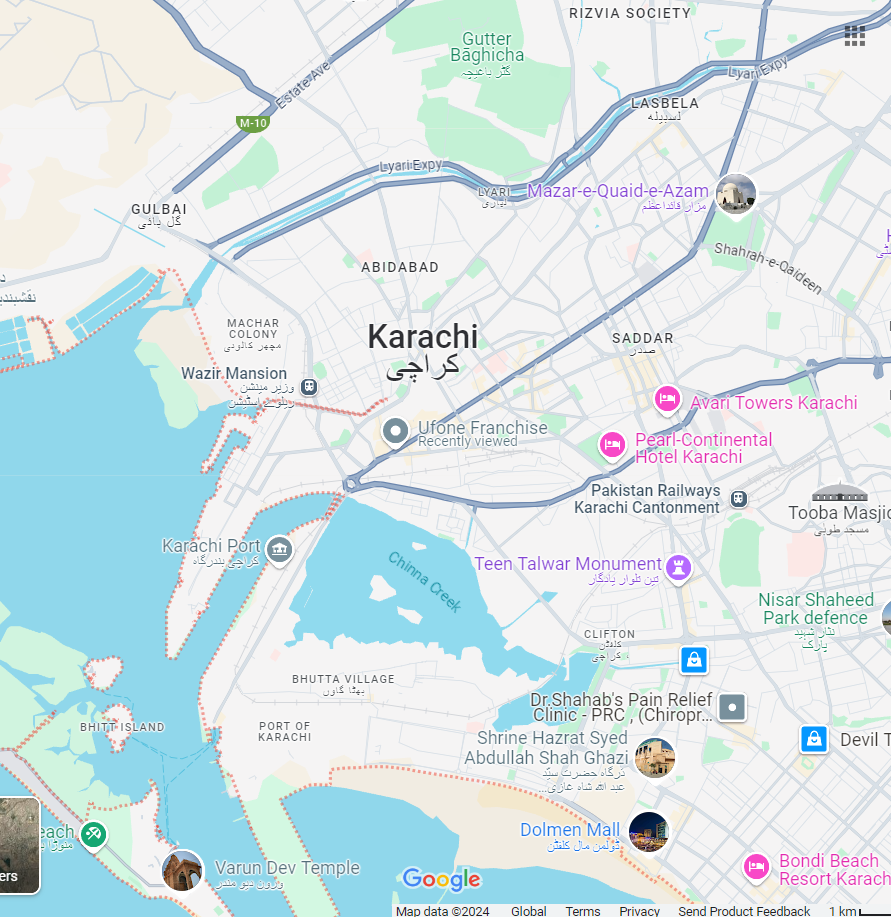 RIZVIA SOCIETY
Gutter
Bāghicha
گٹر باغیچہ
Estate Ave
Lyari Expy
M-10
LASBELA
لسبیلہ
Lyari Expy
LYARI
لیاری
Mazar-e-Quaid-e-Azam
مزار قائداعظم
GULBAI
گل بائی
Shahrah-e-Qaideen
ABIDABAD
MACHAR
COLONY
مچھر کالونی
Karachi
کراچی
SADDAR
صدر
Wazir Mansion
وزیر مینشن
ریلوے اسٹیشن
Avari Towers Karachi
Ufone Franchise
Recently viewed
Pearl-Continental
Hotel Karachi
Pakistan Railways
Karachi Cantonment
Tooba Masjid
مسجد طوبی
Karachi Port
کراچی بندرگاہ
Chinna Creek
Teen Talwar Monument
تین تلوار یادگار
Nisar Shaheed
Park defence
نثار شہید
پارک
CLIFTON
کلفٹن
، کراچی
BHUTTA VILLAGE
بھٹا گاؤں
Dr.Shahab's Pain Relief
Clinic - PRC , (Chiropr...
BHITT ISLAND
PORT OF
KARACHI
Shrine Hazrat Syed
Abdullah Shah Ghazi
درگاہ حضرت سیّد
عبد الله شاہ غازی...
Devil T
Dolmen Mall
ڈولمن مال کلفٹن
each
منوڑا ب
Varun Dev Temple
ورون دیو مندر
Bondi Beach
Resort Karach
ers
Google
Map data ©2024 Global Terms Privacy Send Product Feedback 1 km